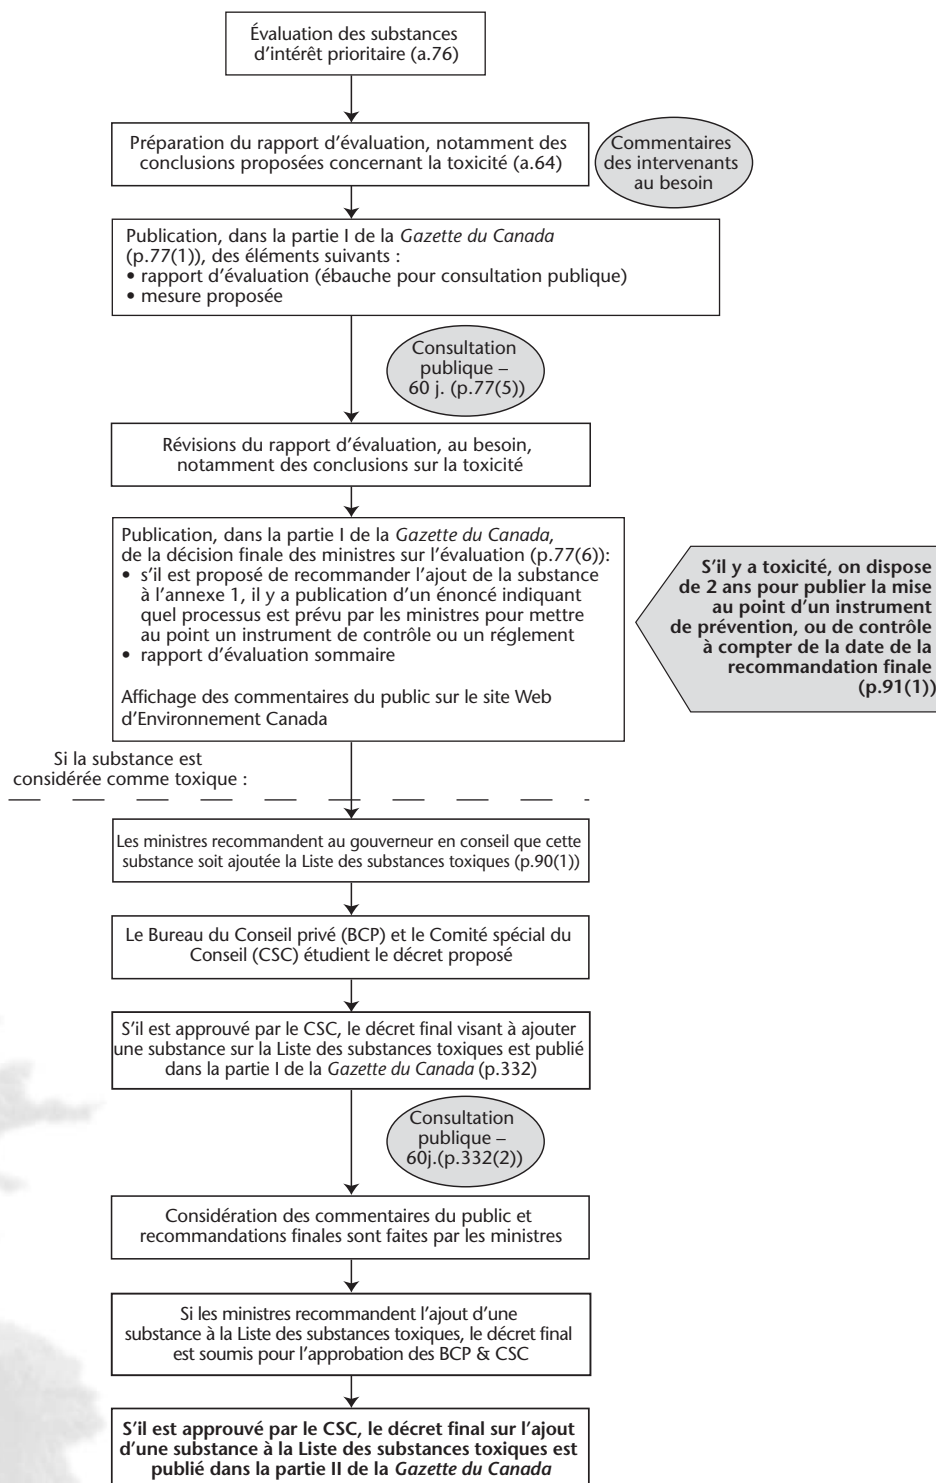 Évaluation des substances
d'intérêt prioritaire (a.76)
Préparation du rapport d'évaluation, notamment des
conclusions proposées concernant la toxicité (a.64)
Commentaires
des intervenants
au besoin
Publication, dans la partie I de la Gazette du Canada
(p.77(1)), des éléments suivants :
• rapport d'évaluation (ébauche pour consultation publique)
• mesure proposée
Consultation
publique –
60 j. (p.77(5))
Révisions du rapport d'évaluation, au besoin,
notamment des conclusions sur la toxicité
Publication, dans la partie I de la Gazette du Canada,
de la décision finale des ministres sur l'évaluation (p.77(6)):
• s'il est proposé de recommander l'ajout de la substance
à l'annexe 1, il y a publication d'un énoncé indiquant
quel processus est prévu par les ministres pour mettre
au point un instrument de contrôle ou un réglement
• rapport d'évaluation sommaire
Affichage des commentaires du public sur le site Web
d'Environnement Canada
S'il y a toxicité, on dispose
de 2 ans pour publier la mise
au point d'un instrument
de prévention, ou de contrôle
à compter de la date de la
recommandation finale
(p.91(1))
Si la substance est
considérée comme toxique :
Les ministres recommandent au gouverneur en conseil que cette
substance soit ajoutée la Liste des substances toxiques (p.90(1))
Le Bureau du Conseil privé (BCP) et le Comité spécial du
Conseil (CSC) étudient le décret proposé
S'il est approuvé par le CSC, le décret final visant à ajouter
une substance sur la Liste des substances toxiques est publié
dans la partie I de la Gazette du Canada (p.332)
Consultation
publique –
60j.(p.332(2))
Considération des commentaires du public et
recommandations finales sont faites par les ministres
Si les ministres recommandent l'ajout d'une
substance à la Liste des substances toxiques, le décret final
est soumis pour l'approbation des BCP & CSC
S'il est approuvé par le CSC, le décret final sur l'ajout
d'une substance à la Liste des substances toxiques est
publié dans la partie II de la Gazette du Canada